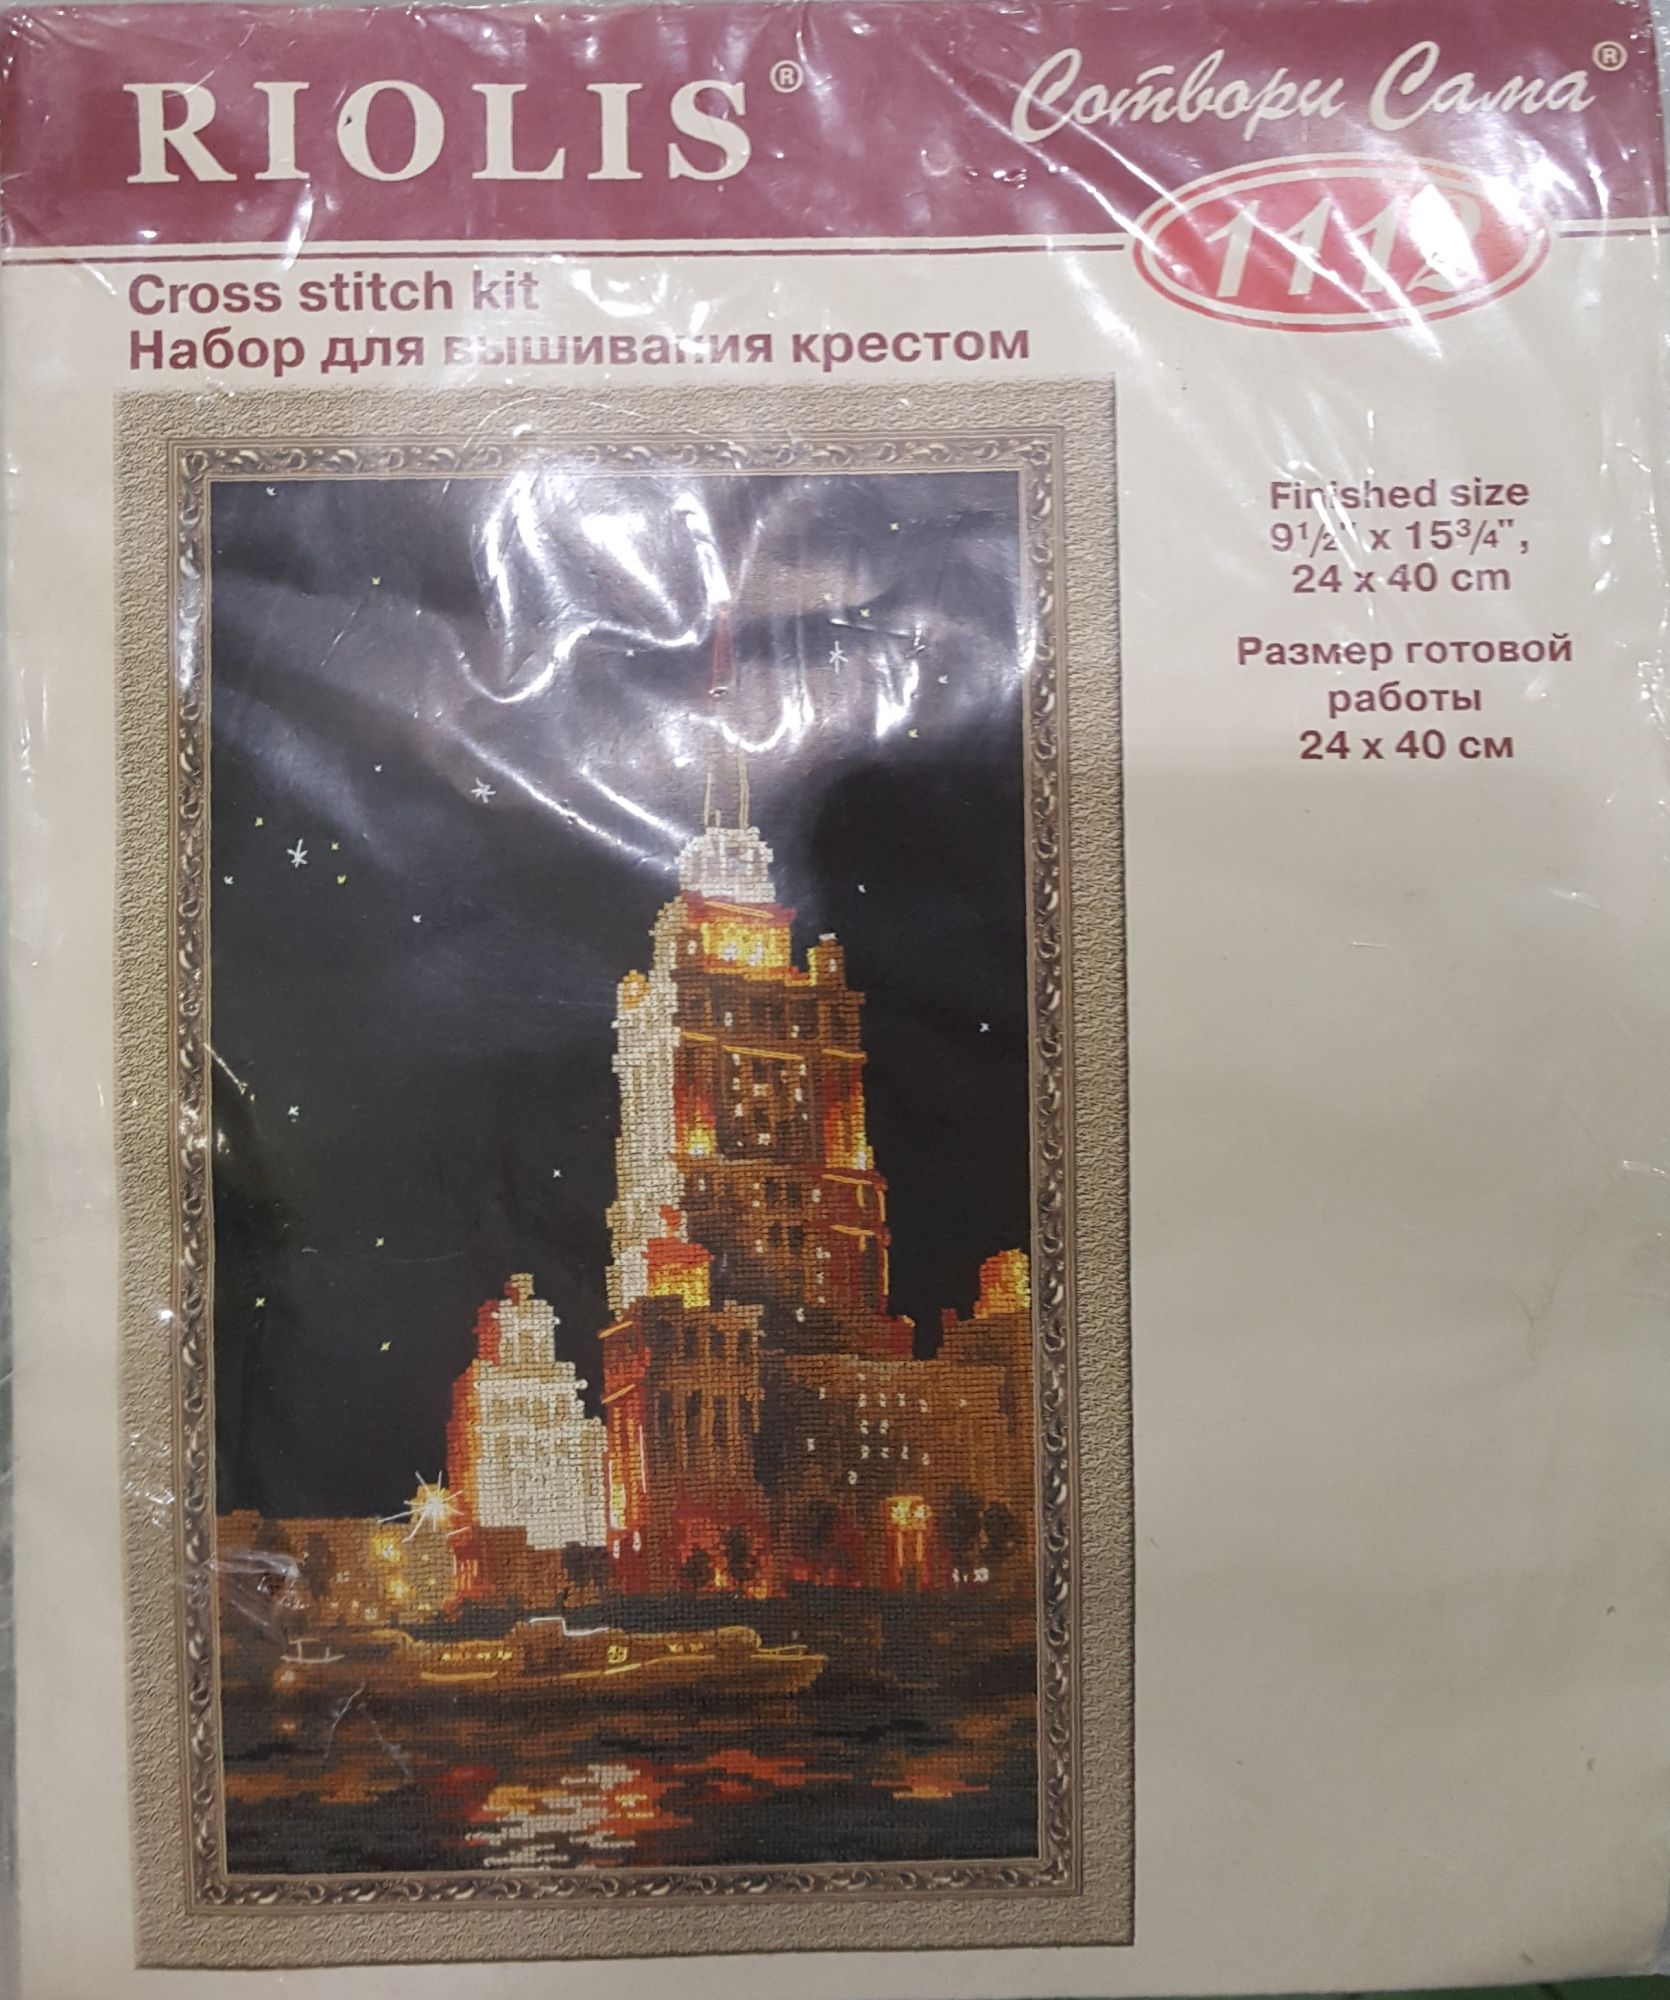 RIOLIS®
Сотвори Сама®
1112
Cross stitch kit
Набор для вышивания крестом
Finished size
9½" x 15¾",
24 x 40 cm
Размер готовой
работы
24 х 40 см